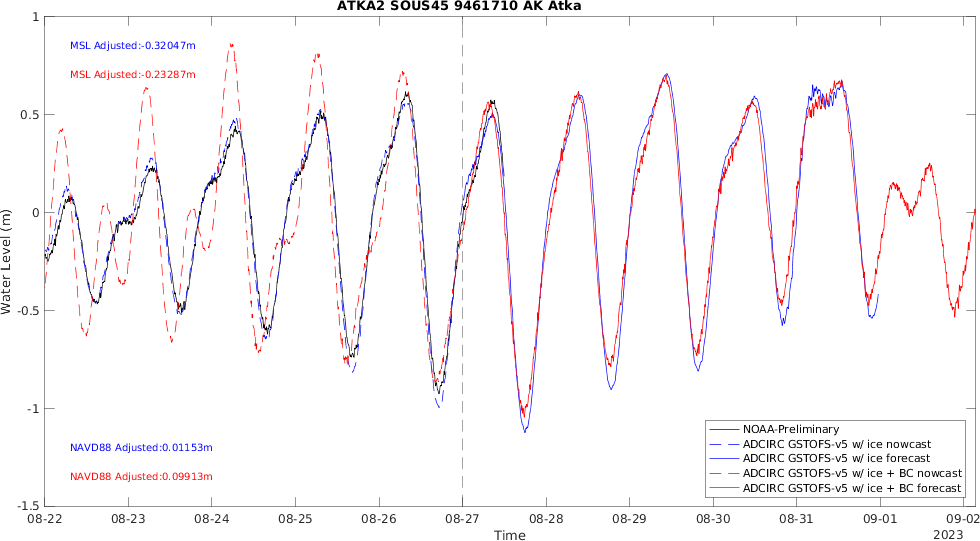 ATKA2 SOUS45 9461710 AK Atka
1
0.5
0
-0.5
-1
-1.5
Water Level (m)
MSL Adjusted:-0.32047m
MSL Adjusted:-0.23287m
NAVD88 Adjusted:0.01153m
NAVD88 Adjusted:0.09913m
NOAA-Preliminary
ADCIRC GSTOFS-v5 w/ ice nowcast
ADCIRC GSTOFS-v5 w/ ice forecast
ADCIRC GSTOFS-v5 w/ ice + BC nowcast
ADCIRC GSTOFS-v5 w/ ice + BC forecast
08-22 08-23 08-24 08-25 08-26 08-27 08-28 08-29 08-30 08-31 09-01 09-02
Time
2023